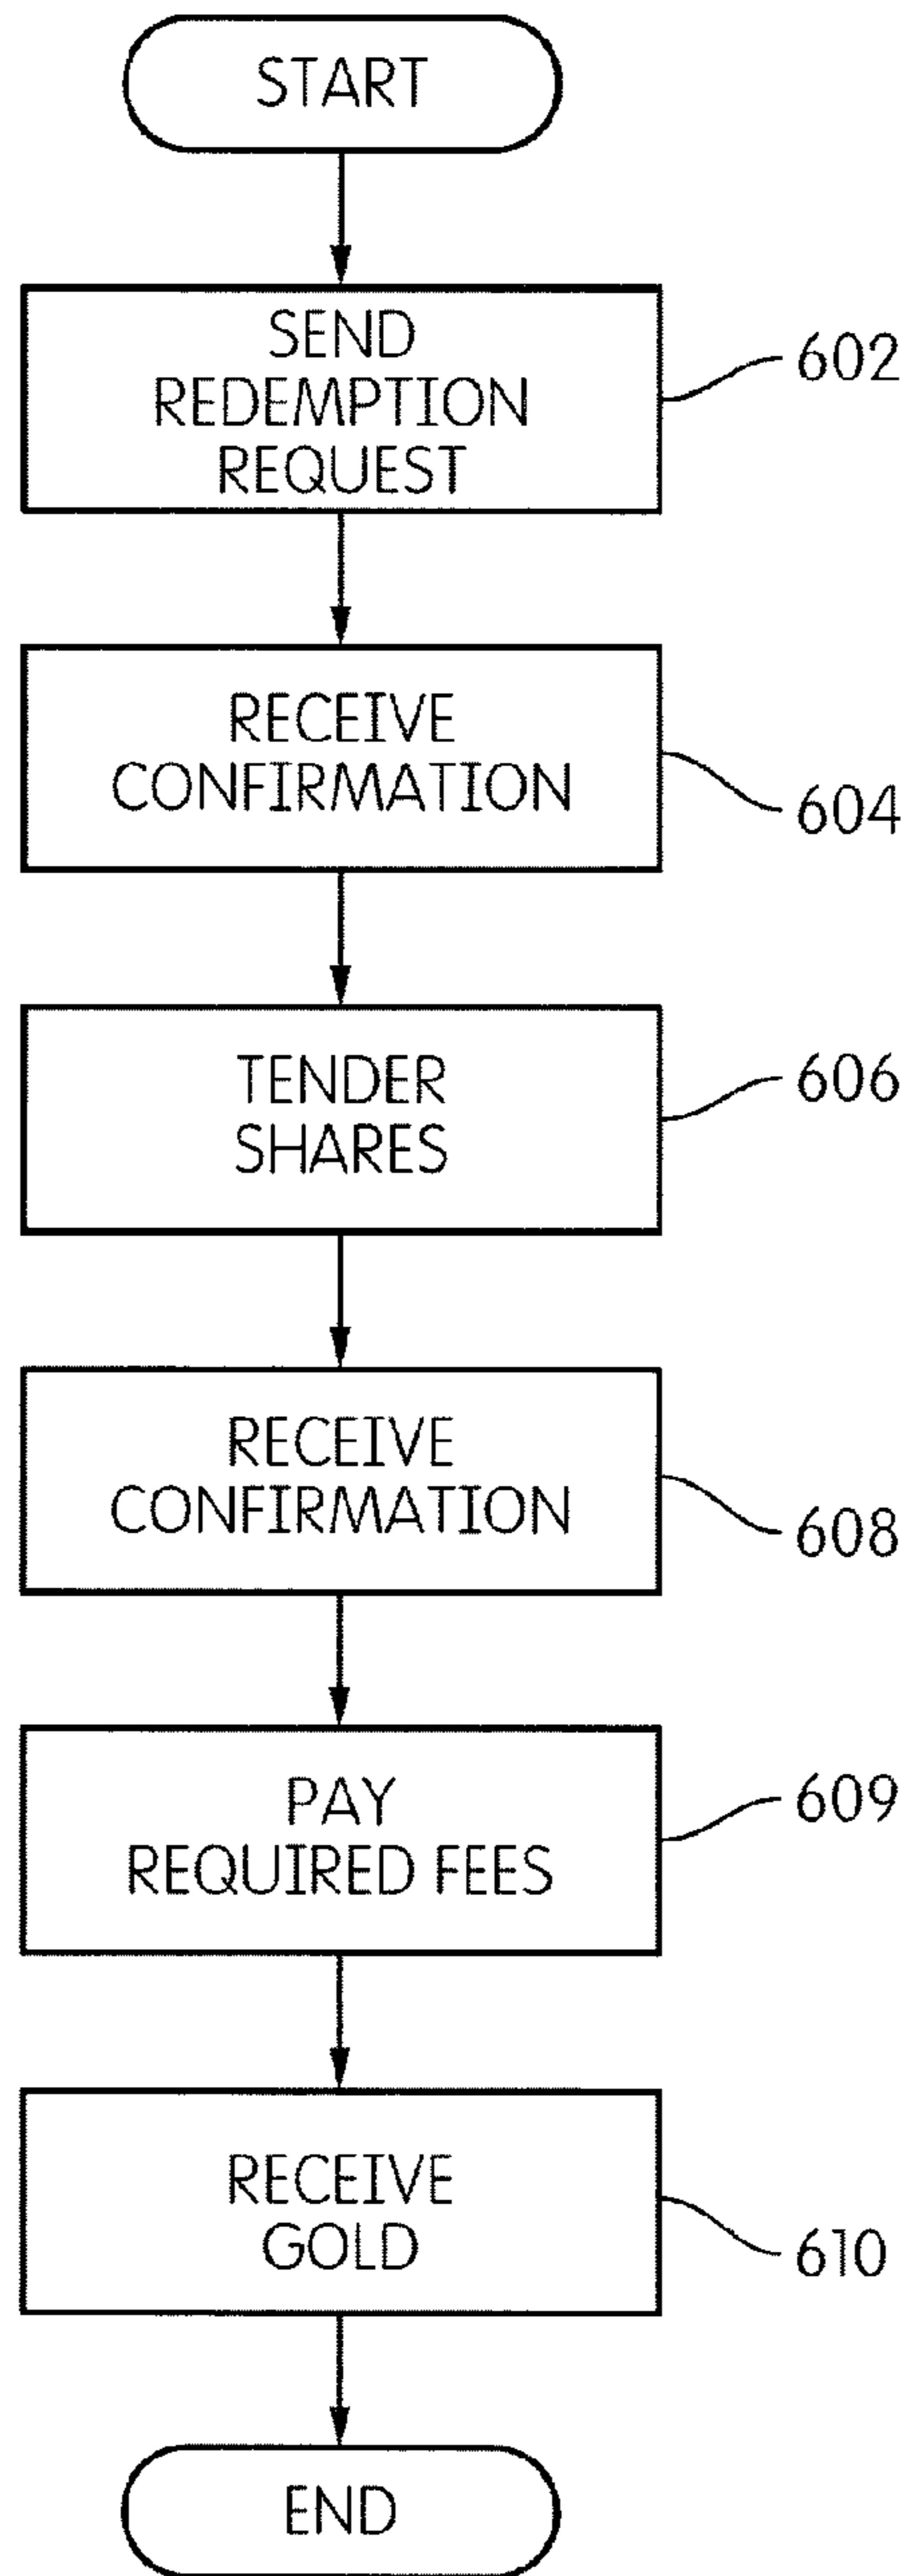 START
SEND
REDEMPTION
REQUEST
602
RECEIVE
CONFIRMATION
604
TENDER
SHARES
606
RECEIVE
CONFIRMATION
608
PAY
REQUIRED FEES
609
RECEIVE
GOLD
610
END